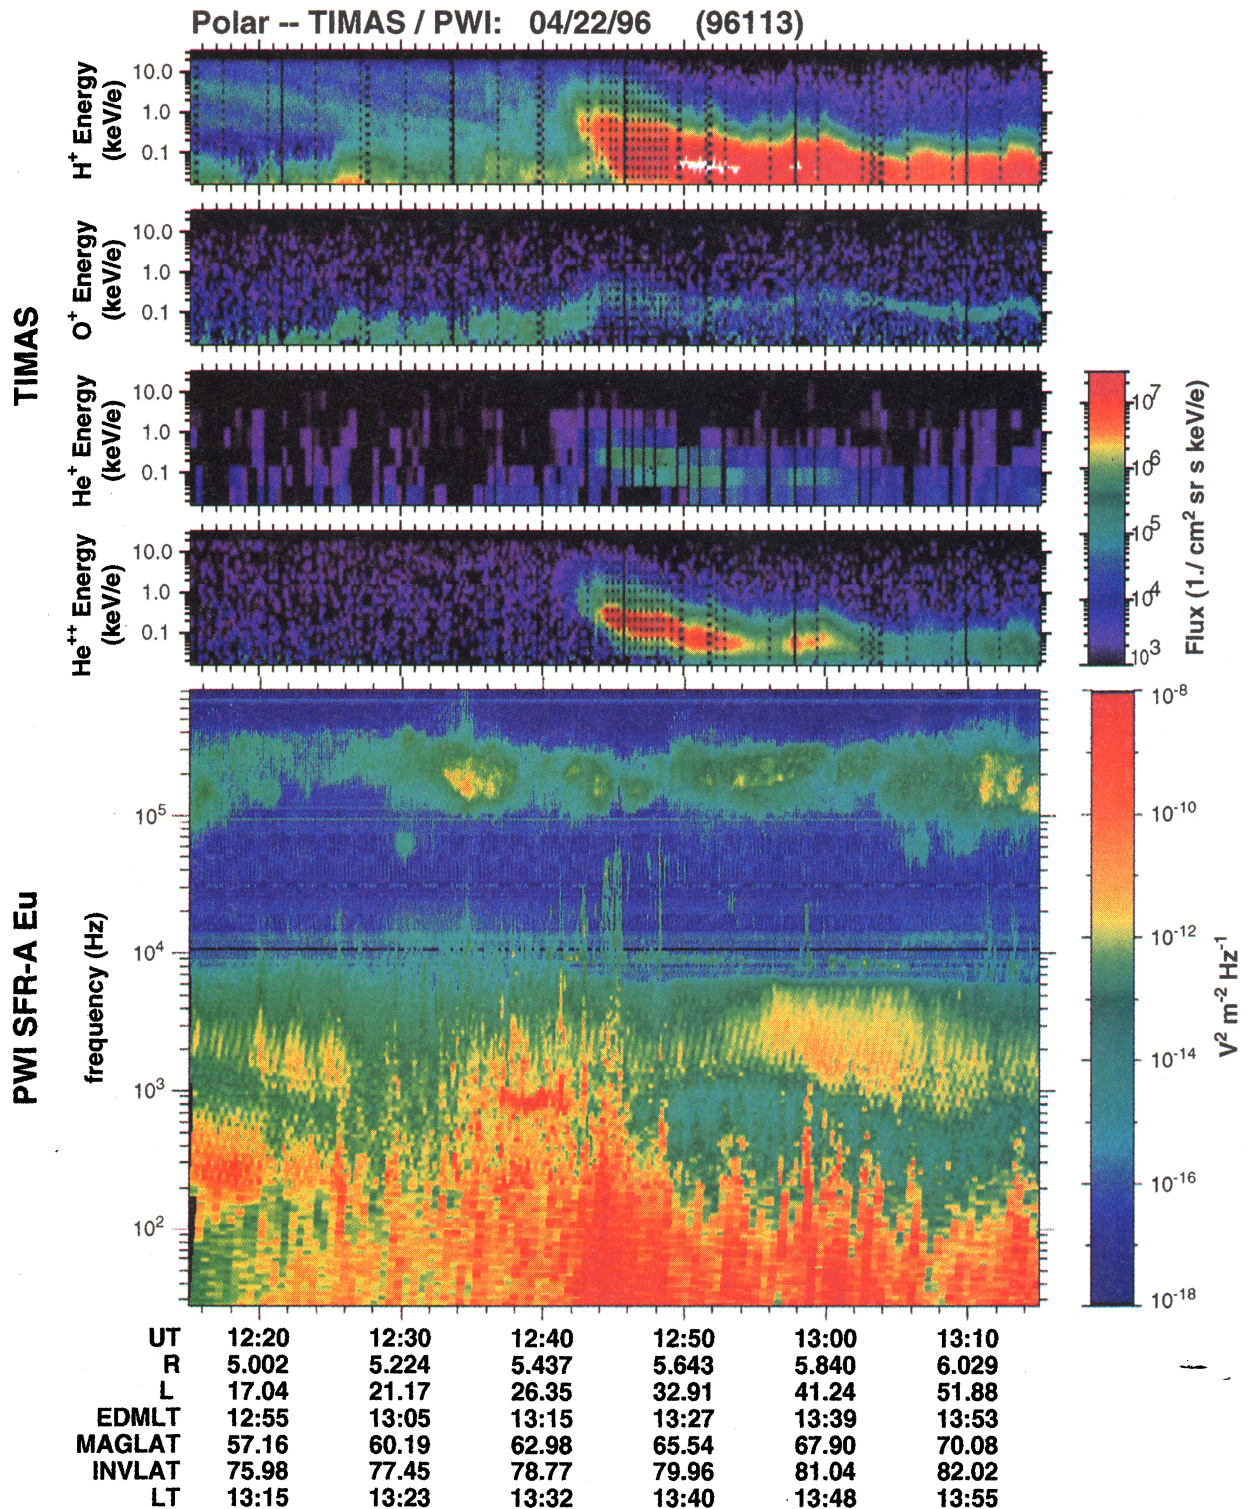 Polar -- TIMAS / PWI: 04/22/96 (96113)
TIMAS
H+ Energy
(keV/e)
10.0
1.0
0.1
O+ Energy
(keV/e)
10.0
1.0
0.1
He+ Energy
(keV/e)
10.0
1.0
0.1
He++ Energy
(keV/e)
10.0
1.0
0.1
10^7
10^6
10^5
10^4
10^3
Flux (1./ cm^2 sr s keV/e)
PWI SFR-A Eu
frequency (Hz)
10^5
10^4
10^3
10^2
10^-8
10^-10
10^-12
10^-14
10^-16
10^-18
V^2 m^-2 Hz^-1
UT 12:20 12:30 12:40 12:50 13:00 13:10
R 5.002 5.224 5.437 5.643 5.840 6.029
L 17.04 21.17 26.35 32.91 41.24 51.88
EDMLT 12:55 13:05 13:15 13:27 13:39 13:53
MAGLAT 57.16 60.19 62.98 65.54 67.90 70.08
INVLAT 75.98 77.45 78.77 79.96 81.04 82.02
LT 13:15 13:23 13:32 13:40 13:48 13:55